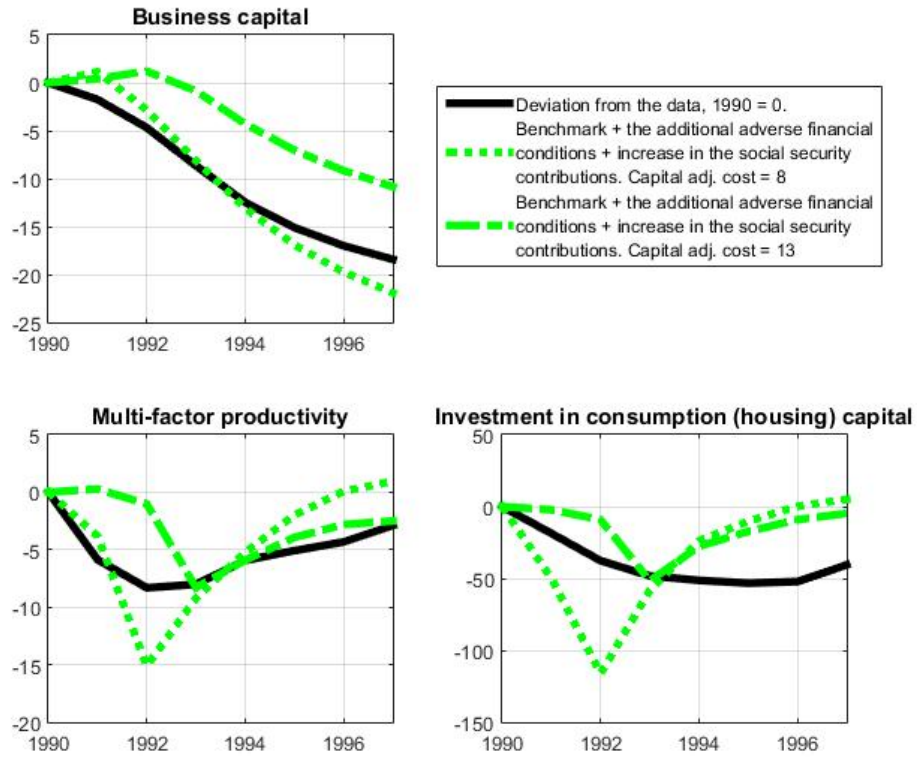 Business capital
5
0
-5
-10
-15
-20
-25
1990 1992 1994 1996
Deviation from the data, 1990 = 0.
Benchmark + the additional adverse financial
conditions + increase in the social security
contributions. Capital adj. cost = 8
Benchmark + the additional adverse financial
conditions + increase in the social security
contributions. Capital adj. cost = 13
Multi-factor productivity
5
0
-5
-10
-15
-20
1990 1992 1994 1996
Investment in consumption (housing) capital
50
0
-50
-100
-150
1990 1992 1994 1996